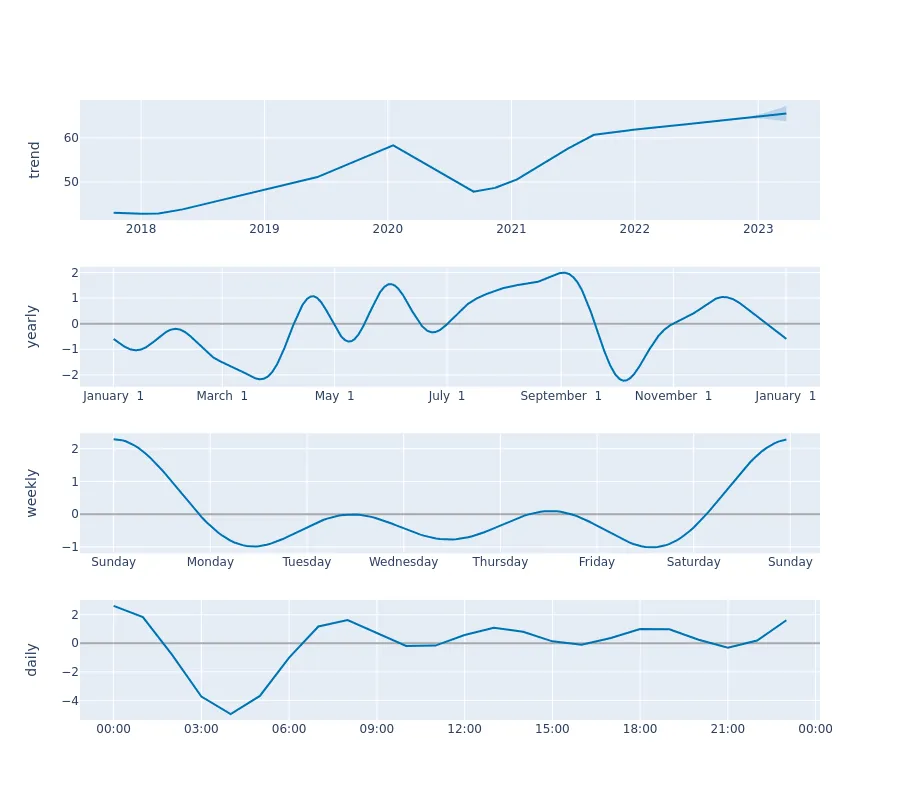 trend
60
50
2018 2019 2020 2021 2022 2023
yearly
2
1
0
−1
−2
January 1 March 1 May 1 July 1 September 1 November 1 January 1
weekly
2
1
0
−1
Sunday Monday Tuesday Wednesday Thursday Friday Saturday Sunday
daily
2
0
−2
−4
00:00 03:00 06:00 09:00 12:00 15:00 18:00 21:00 00:00